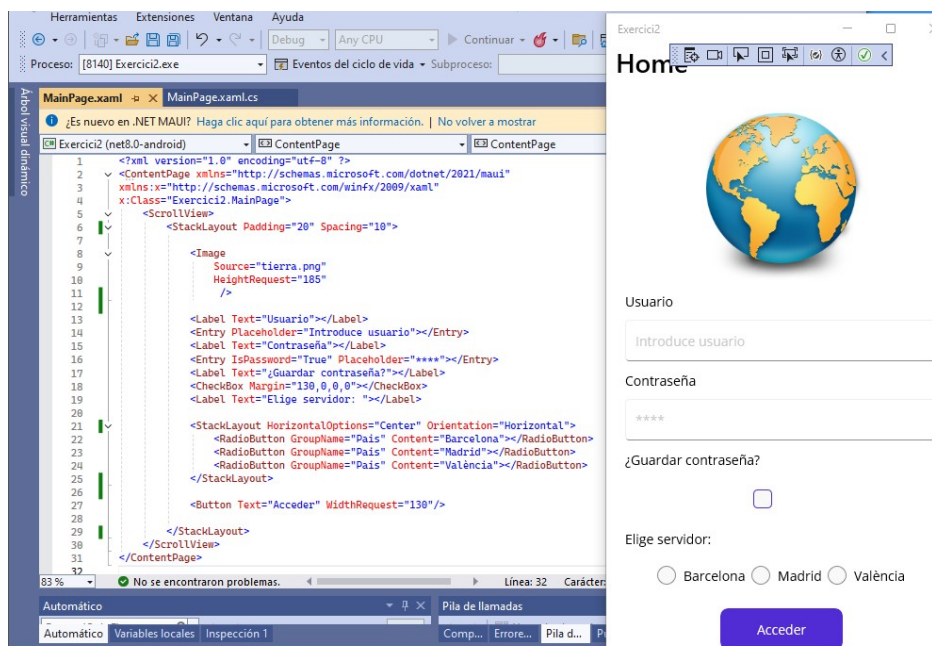 Herramientas Extensiones Ventana Ayuda
Debug Any CPU Continuar
Proceso: [8140] Exercici2.exe Eventos del ciclo de vida Subproceso:
Árbol visual dinámico
MainPage.xaml MainPage.xaml.cs
¿Es nuevo en .NET MAUI? Haga clic aquí para obtener más información. | No volver a mostrar
Exercici2 (net8.0-android) ContentPage ContentPage
1 <?xml version="1.0" encoding="utf-8" ?>
2 <ContentPage xmlns="http://schemas.microsoft.com/dotnet/2021/maui"
3 xmlns:x="http://schemas.microsoft.com/winfx/2009/xaml"
4 x:Class="Exercici2.MainPage">
5 <ScrollView>
6 <StackLayout Padding="20" Spacing="10">
7
8 <Image
9 Source="tierra.png"
10 HeightRequest="185"
11 />
12
13 <Label Text="Usuario"></Label>
14 <Entry Placeholder="Introduce usuario"></Entry>
15 <Label Text="Contraseña"></Label>
16 <Entry IsPassword="True" Placeholder="****"></Entry>
17 <Label Text="¿Guardar contraseña?"></Label>
18 <CheckBox Margin="130,0,0,0"></CheckBox>
19 <Label Text="Elige servidor: "></Label>
20
21 <StackLayout HorizontalOptions="Center" Orientation="Horizontal">
22 <RadioButton GroupName="Pais" Content="Barcelona"></RadioButton>
23 <RadioButton GroupName="Pais" Content="Madrid"></RadioButton>
24 <RadioButton GroupName="Pais" Content="València"></RadioButton>
25 </StackLayout>
26
27 <Button Text="Acceder" WidthRequest="130"/>
28
29 </StackLayout>
30 </ScrollView>
31 </ContentPage>
32
83 % No se encontraron problemas. Línea: 32 Carácter:
Automático Pila de llamadas
Automático Variables locales Inspección 1 Comp... Errore... Pila d...
Exercici2
Home
Usuario
Introduce usuario
Contraseña
****
¿Guardar contraseña?
Elige servidor:
Barcelona Madrid València
Acceder